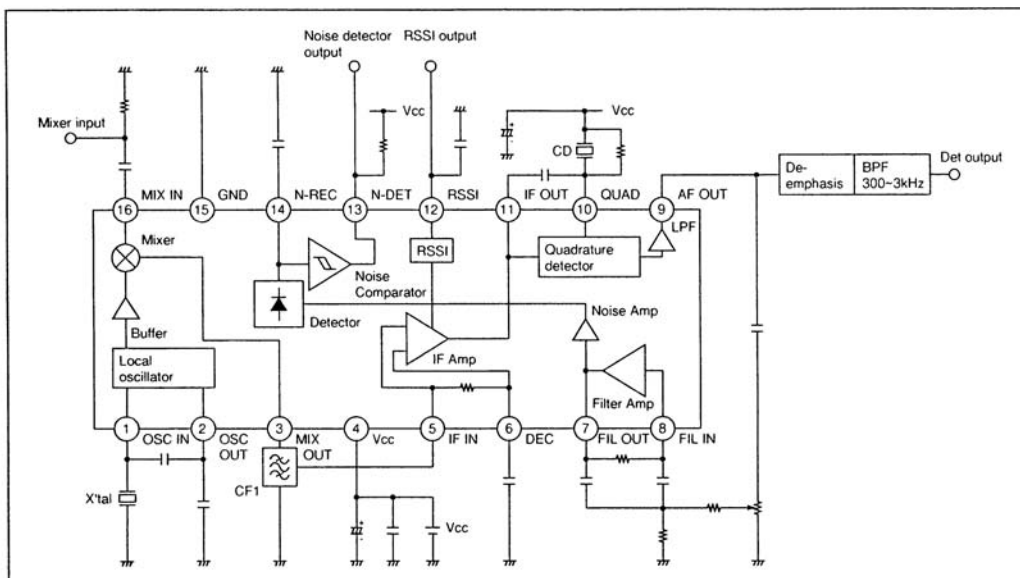 Noise detector output
RSSI output
Vcc
Vcc
Mixer input
CD
De-emphasis
BPF 300~3kHz
Det output
MIX IN
GND
N-REC
N-DET
RSSI
IF OUT
QUAD
AF OUT
16
15
14
13
12
11
10
9
Mixer
RSSI
Quadrature detector
LPF
Noise Comparator
Detector
Noise Amp
Buffer
IF Amp
Local oscillator
Filter Amp
1
2
3
4
5
6
7
8
OSC IN
OSC OUT
MIX OUT
Vcc
IF IN
DEC
FIL OUT
FIL IN
X'tal
CF1
Vcc
+
-
+
-